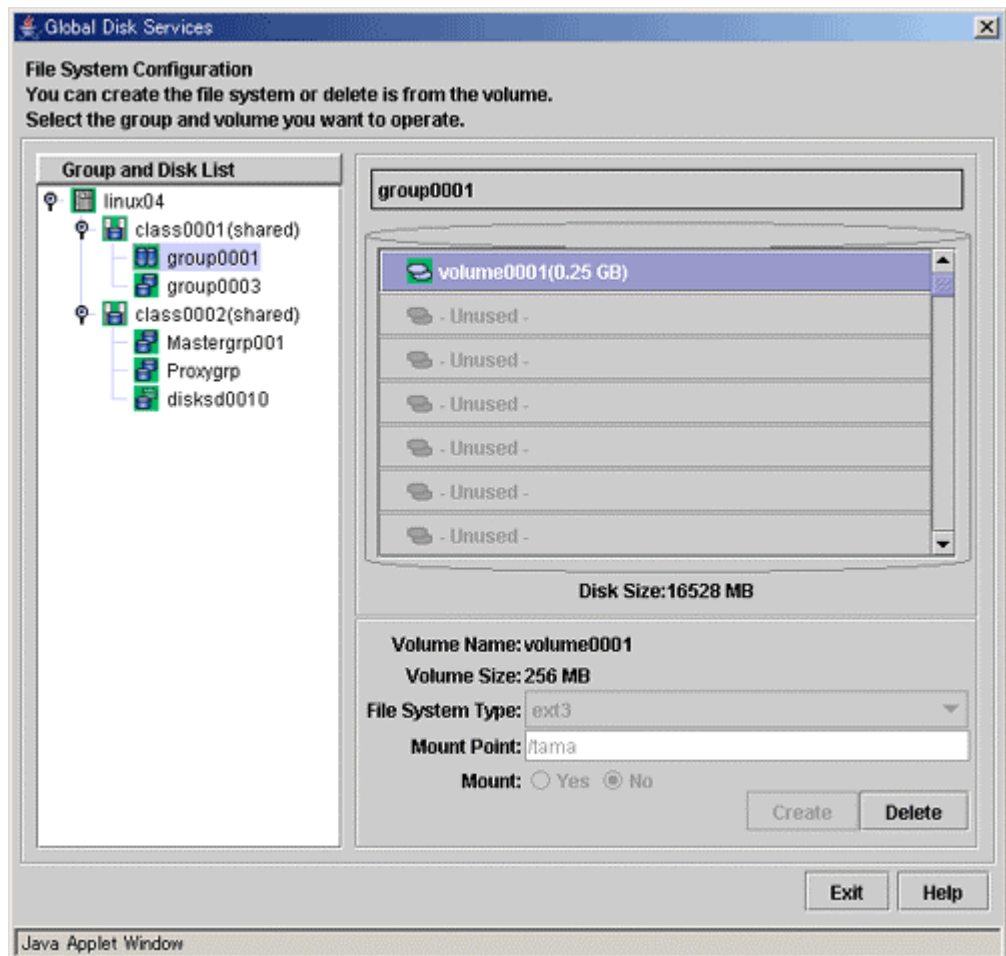 Global Disk Services
File System Configuration
You can create the file system or delete is from the volume.
Select the group and volume you want to operate.
Group and Disk List
linux04
class0001(shared)
group0001
group0003
class0002(shared)
Mastergrp001
Proxygrp
disksd0010
group0001
volume0001(0.25 GB)
- Unused -
- Unused -
- Unused -
- Unused -
- Unused -
- Unused -
Disk Size:16528 MB
Volume Name: volume0001
Volume Size: 256 MB
File System Type: ext3
Mount Point: /tama
Mount: Yes No
Create Delete
Exit Help
Java Applet Window